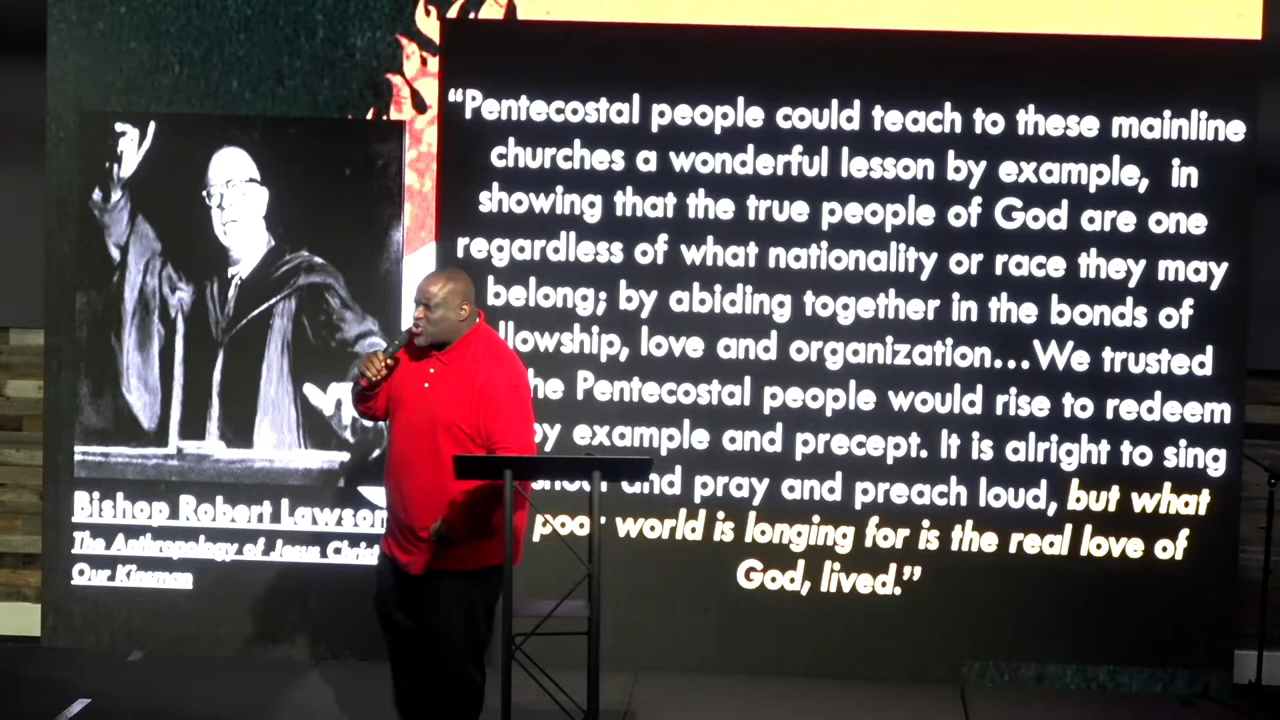 “Pentecostal people could teach to these mainline
churches a wonderful lesson by example, in
showing that the true people of God are one
regardless of what nationality or race they may
belong; by abiding together in the bonds of
llowship, love and organization...We trusted
he Pentecostal people would rise to redeem
by example and precept. It is alright to sing
and pray and preach loud, but what
poor world is longing for is the real love of
God, lived.”
Bishop Robert Lawson
The Anthropology of Jesus Christ
Our Kinsman